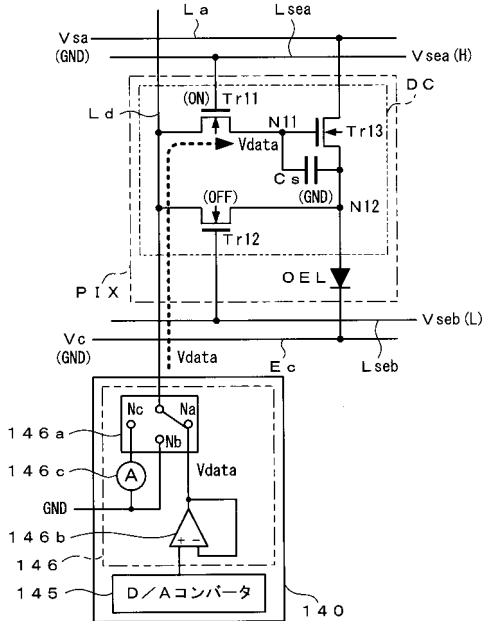 La
Lsea
Vsa
(GND)
Vsea(H)
DC
Ld
(ON)
Tr11
N11
Tr13
Vdata
Cs
(GND)
(OFF)
N12
Tr12
OEL
PIX
Vseb(L)
Vc
(GND)
Ec
Lseb
Vdata
Nc
Na
146a
Nb
146c
A
Vdata
GND
146b
+ -
146
145
D/Aコンバータ
140